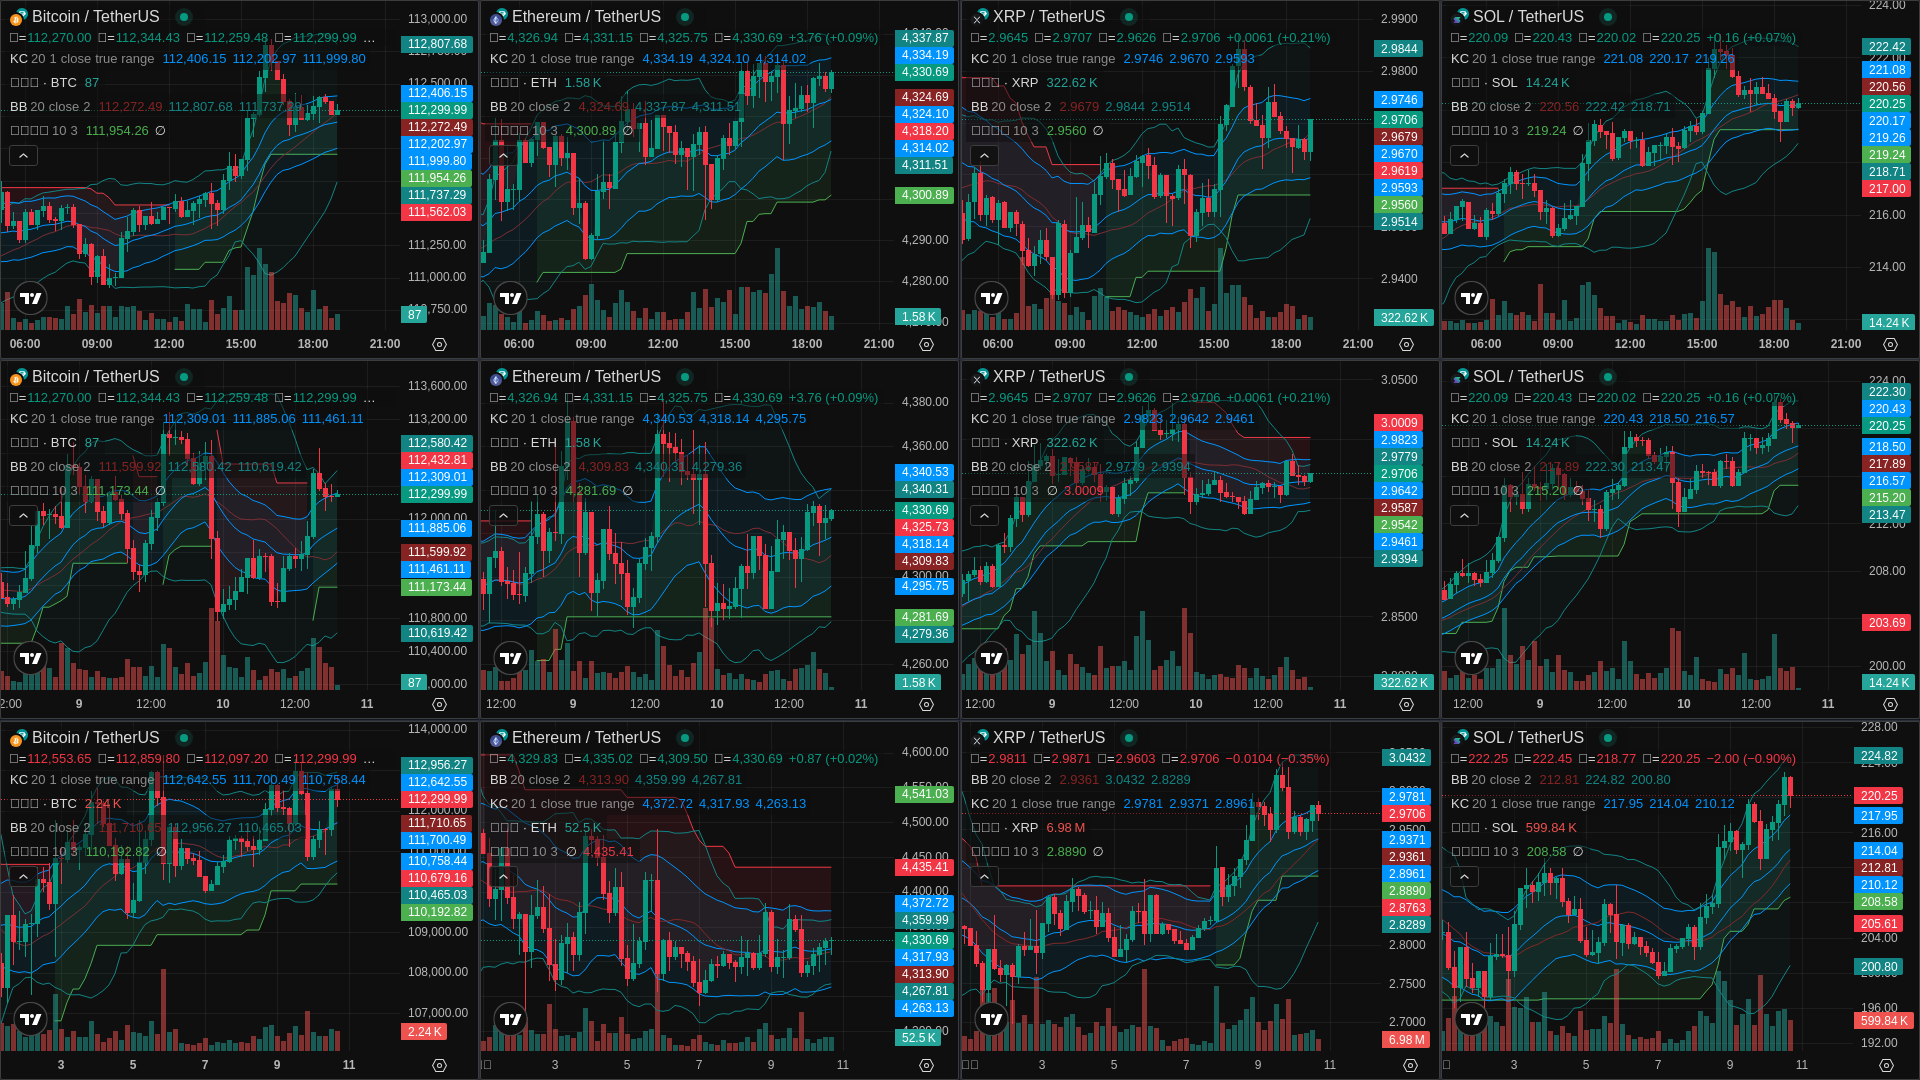 Bitcoin / TetherUS
□=112,270.00 □=112,344.43 □=112,259.48 □=112,299.99 ...
KC 20 1 close true range 112,406.15 112,202.97 111,999.80
□□□ · BTC 87
BB 20 close 2 112,272.49 112,807.68 111,737.29
□□□□ 10 3 111,954.26 ∅
113,000.00
112,807.68
112,500.00
112,406.15
112,299.99
112,272.49
112,202.97
111,999.80
111,954.26
111,737.29
111,562.03
111,250.00
111,000.00
87
06:00 09:00 12:00 15:00 18:00 21:00
Ethereum / TetherUS
□=4,326.94 □=4,331.15 □=4,325.75 □=4,330.69 +3.76 (+0.09%)
KC 20 1 close true range 4,334.19 4,324.10 4,314.02
□□□ · ETH 1.58 K
BB 20 close 2 4,324.69 4,337.87 4,311.51
□□□□ 10 3 4,300.89 ∅
4,337.87
4,334.19
4,330.69
4,324.69
4,324.10
4,318.20
4,314.02
4,311.51
4,300.89
4,290.00
4,280.00
1.58 K
06:00 09:00 12:00 15:00 18:00 21:00
XRP / TetherUS
□=2.9645 □=2.9707 □=2.9626 □=2.9706 +0.0061 (+0.21%)
KC 20 1 close true range 2.9746 2.9670 2.9593
□□□ · XRP 322.62 K
BB 20 close 2 2.9679 2.9844 2.9514
□□□□ 10 3 2.9560 ∅
2.9900
2.9844
2.9800
2.9746
2.9706
2.9679
2.9670
2.9619
2.9593
2.9560
2.9514
2.9400
322.62 K
06:00 09:00 12:00 15:00 18:00 21:00
SOL / TetherUS
□=220.09 □=220.43 □=220.02 □=220.25 +0.16 (+0.07%)
KC 20 1 close true range 221.08 220.17 219.26
□□□ · SOL 14.24 K
BB 20 close 2 220.56 222.42 218.71
□□□□ 10 3 219.24 ∅
224.00
222.42
222.00
221.08
220.56
220.25
220.17
219.26
219.24
218.71
217.00
216.00
214.00
14.24 K
06:00 09:00 12:00 15:00 18:00 21:00
Bitcoin / TetherUS
□=112,270.00 □=112,344.43 □=112,259.48 □=112,299.99 ...
KC 20 1 close true range 112,309.01 111,885.06 111,461.11
□□□ · BTC 87
BB 20 close 2 111,599.92 112,580.42 110,619.42
□□□□ 10 3 111,173.44 ∅
113,600.00
113,200.00
112,580.42
112,432.81
112,309.01
112,299.99
112,000.00
111,885.06
111,599.92
111,461.11
111,173.44
110,800.00
110,619.42
110,400.00
87
9 12:00 10 12:00 11
Ethereum / TetherUS
□=4,326.94 □=4,331.15 □=4,325.75 □=4,330.69 +3.76 (+0.09%)
KC 20 1 close true range 4,340.53 4,318.14 4,295.75
□□□ · ETH 1.58 K
BB 20 close 2 4,309.83 4,340.31 4,279.36
□□□□ 10 3 4,281.69 ∅
4,380.00
4,360.00
4,340.53
4,340.31
4,330.69
4,325.73
4,318.14
4,309.83
4,300.00
4,295.75
4,281.69
4,279.36
4,260.00
1.58 K
12:00 9 12:00 10 12:00 11
XRP / TetherUS
□=2.9645 □=2.9707 □=2.9626 □=2.9706 +0.0061 (+0.21%)
KC 20 1 close true range 2.9823 2.9642 2.9461
□□□ · XRP 322.62 K
BB 20 close 2 2.9587 2.9779 2.9394
□□□□ 10 3 ∅ 3.0009
3.0500
3.0009
2.9823
2.9779
2.9706
2.9642
2.9587
2.9542
2.9461
2.9394
2.8500
322.62 K
12:00 9 12:00 10 12:00 11
SOL / TetherUS
□=220.09 □=220.43 □=220.02 □=220.25 +0.16 (+0.07%)
KC 20 1 close true range 220.43 218.50 216.57
□□□ · SOL 14.24 K
BB 20 close 2 217.89 222.30 213.47
□□□□ 10 3 215.20 ∅
224.00
222.30
220.43
220.25
218.50
217.89
216.57
215.20
213.47
212.00
208.00
203.69
200.00
14.24 K
12:00 9 12:00 10 12:00 11
Bitcoin / TetherUS
□=112,553.65 □=112,859.80 □=112,097.20 □=112,299.99 ...
KC 20 1 close true range 112,642.55 111,700.49 110,758.44
□□□ · BTC 2.24 K
BB 20 close 2 111,710.65 112,956.27 110,465.03
□□□□ 10 3 110,192.82 ∅
114,000.00
112,956.27
112,642.55
112,299.99
112,000.00
111,710.65
111,700.49
110,758.44
110,679.16
110,465.03
110,192.82
109,000.00
108,000.00
107,000.00
2.24 K
3 5 7 9 11
Ethereum / TetherUS
□=4,329.83 □=4,335.02 □=4,309.50 □=4,330.69 +0.87 (+0.02%)
BB 20 close 2 4,313.90 4,359.99 4,267.81
KC 20 1 close true range 4,372.72 4,317.93 4,263.13
□□□ · ETH 52.5 K
□□□□ 10 3 ∅ 4,435.41
4,600.00
4,541.03
4,500.00
4,450.00
4,435.41
4,400.00
4,372.72
4,359.99
4,330.69
4,317.93
4,313.90
4,267.81
4,263.13
52.5 K
3 5 7 9 11
XRP / TetherUS
□=2.9811 □=2.9871 □=2.9603 □=2.9706 −0.0104 (−0.35%)
BB 20 close 2 2.9361 3.0432 2.8289
KC 20 1 close true range 2.9781 2.9371 2.8961
□□□ · XRP 6.98 M
□□□□ 10 3 2.8890 ∅
3.0432
2.9781
2.9706
2.9500
2.9371
2.9361
2.8961
2.8890
2.8763
2.8289
2.8000
2.7500
2.7000
6.98 M
□□ 3 5 7 9 11
SOL / TetherUS
□=222.25 □=222.45 □=218.77 □=220.25 −2.00 (−0.90%)
BB 20 close 2 212.81 224.82 200.80
KC 20 1 close true range 217.95 214.04 210.12
□□□ · SOL 599.84 K
□□□□ 10 3 208.58 ∅
228.00
224.82
224.00
220.25
217.95
216.00
214.04
212.81
210.12
208.58
205.61
204.00
200.80
196.00
599.84 K
192.00
3 5 7 9 11